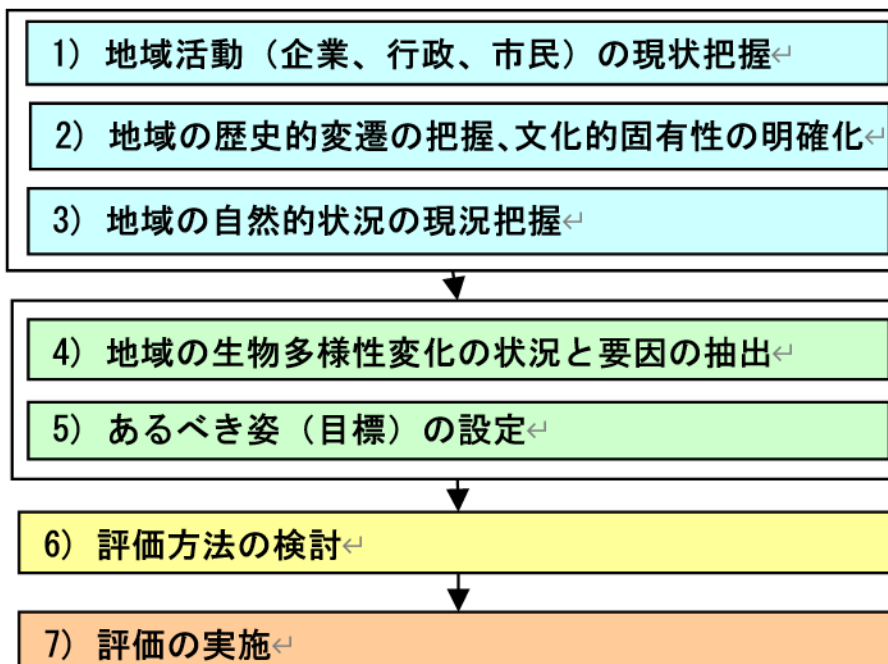 1) 地域活動（企業、行政、市民）の現状把握↵
2) 地域の歴史的変遷の把握、文化的固有性の明確化↵
3) 地域の自然的状況の現況把握↵
4) 地域の生物多様性変化の状況と要因の抽出↵
5) あるべき姿（目標）の設定↵
6) 評価方法の検討↵
7) 評価の実施↵